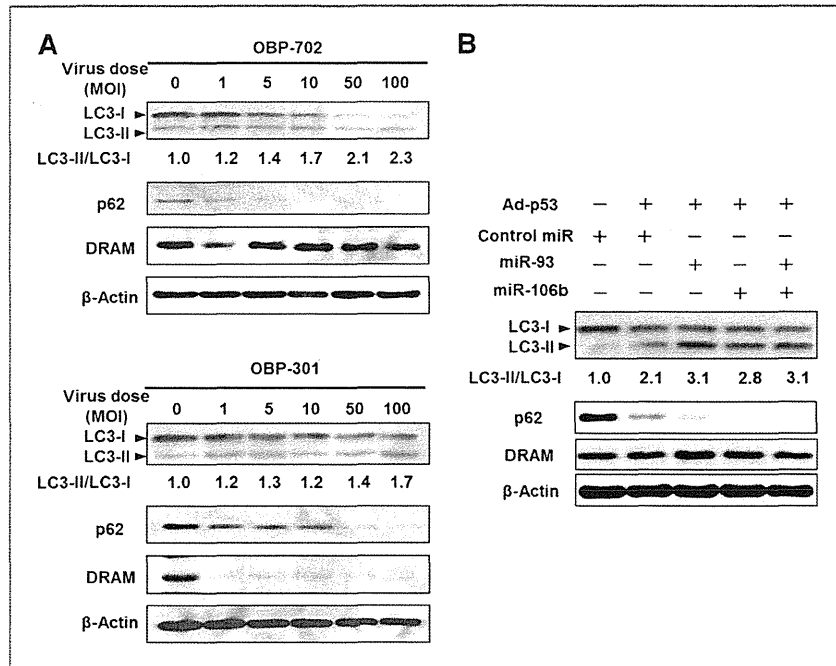 A
OBP-702
Virus dose (MOI) 0 1 5 10 50 100
LC3-I
LC3-II
LC3-II/LC3-I 1.0 1.2 1.4 1.7 2.1 2.3
p62
DRAM
β-Actin
OBP-301
Virus dose (MOI) 0 1 5 10 50 100
LC3-I
LC3-II
LC3-II/LC3-I 1.0 1.2 1.3 1.2 1.4 1.7
p62
DRAM
β-Actin
B
Ad-p53 − + + + +
Control miR + + − − −
miR-93 − − + − +
miR-106b − − − + +
LC3-I
LC3-II
LC3-II/LC3-I 1.0 2.1 3.1 2.8 3.1
p62
DRAM
β-Actin